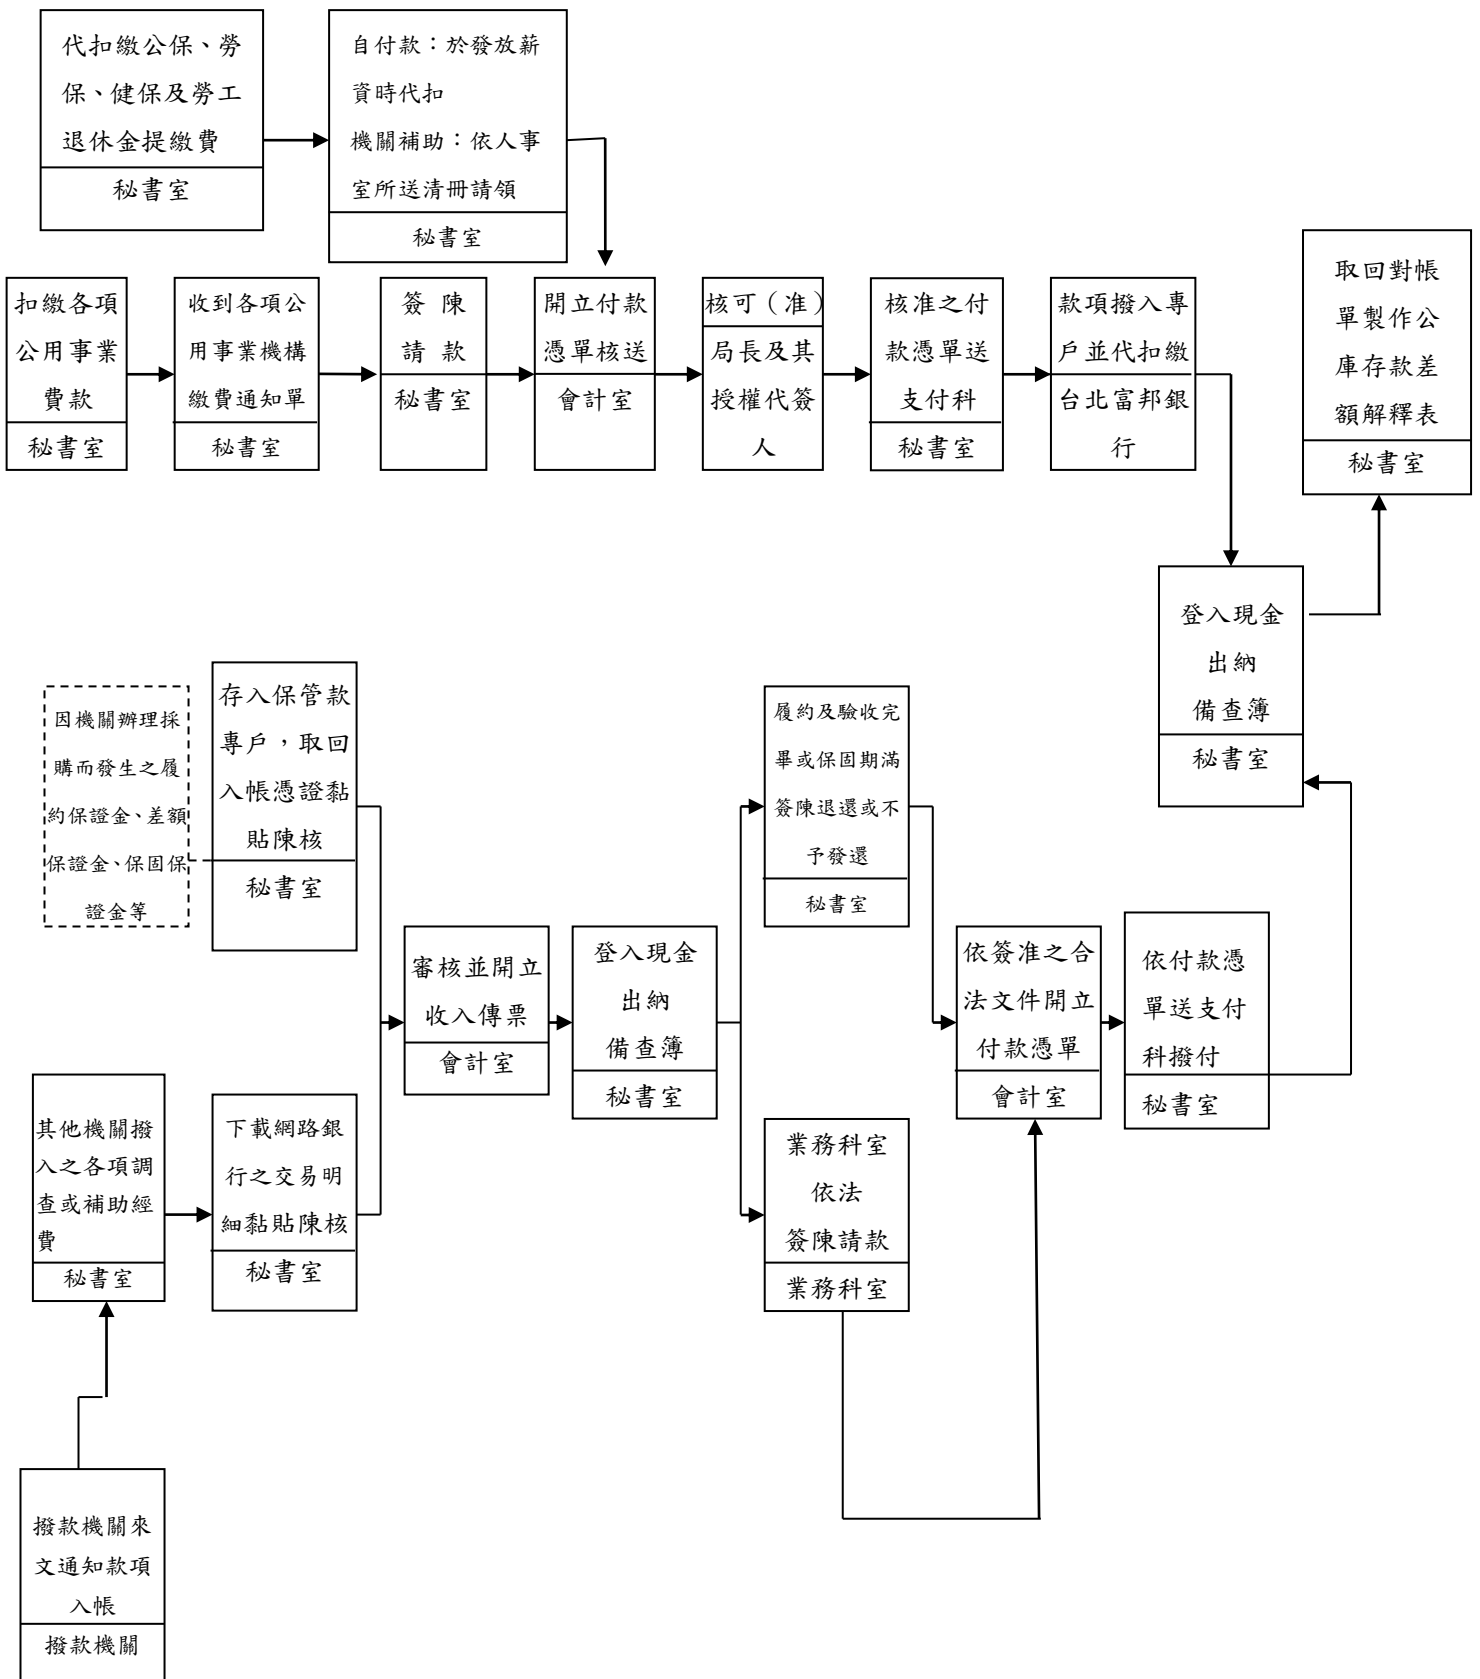 代扣繳公保、勞
保、健保及勞工
退休金提繳費
秘書室
自付款：於發放薪
資時代扣
機關補助：依人事
室所送清冊請領
秘書室
扣繳各項
公用事業
費款
秘書室
收到各項公
用事業機構
繳費通知單
秘書室
簽陳
請款
秘書室
開立付款
憑單核送
會計室
核可（准）
局長及其
授權代簽
人
核准之付
款憑單送
支付科
秘書室
款項撥入專
戶並代扣繳
台北富邦銀
行
取回對帳
單製作公
庫存款差
額解釋表
秘書室
登入現金
出納
備查簿
秘書室
因機關辦理採
購而發生之履
約保證金、差額
保證金、保固保
證金等
存入保管款
專戶，取回
入帳憑證黏
貼陳核
秘書室
審核並開立
收入傳票
會計室
登入現金
出納
備查簿
秘書室
履約及驗收完
畢或保固期滿
簽陳退還或不
予發還
秘書室
依簽准之合
法文件開立
付款憑單
會計室
依付款憑
單送支付
科撥付
秘書室
其他機關撥
入之各項調
查或補助經
費
秘書室
下載網路銀
行之交易明
細黏貼陳核
秘書室
業務科室
依法
簽陳請款
業務科室
撥款機關來
文通知款項
入帳
撥款機關